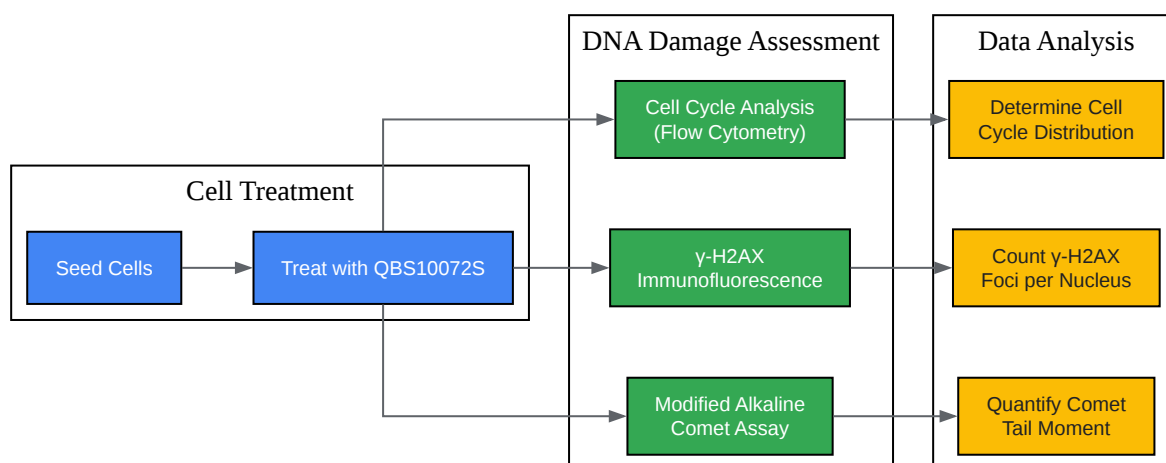 DNA Damage Assessment
Data Analysis
Cell Cycle Analysis
(Flow Cytometry)
Determine Cell
Cycle Distribution
Cell Treatment
Seed Cells
Treat with QBS10072S
γ-H2AX
Immunofluorescence
Count γ-H2AX
Foci per Nucleus
Modified Alkaline
Comet Assay
Quantify Comet
Tail Moment